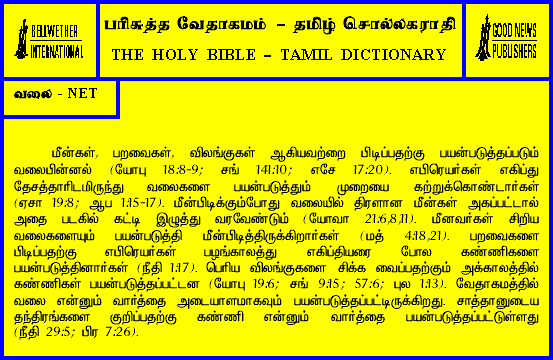 BELLWETHER
INTERNATIONAL
பரிசுத்த வேதாகமம் - தமிழ் சொல்லகராதி
THE HOLY BIBLE - TAMIL DICTIONARY
GOOD NEWS
PUBLISHERS
வலை - NET
மீன்கள், பறவைகள், விலங்குகள் ஆகியவற்றை பிடிப்பதற்கு பயன்படுத்தப்படும்
வலைபின்னல் (யோபு 18:8-9; சங் 141:10; எசே 17:20). எபிரெயர்கள் எகிப்து
தேசத்தாரிடமிருந்து வலைகளை பயன்படுத்தும் முறையை கற்றுக்கொண்டார்கள்
(ஏசா 19:8; ஆப 1:15-17). மீன்பிடிக்கும்போது வலையில் திரளான மீன்கள் அகப்பட்டால்
அதை படகில் கட்டி இழுத்து வரவேண்டும் (யோவா 21:6,8,11). மீனவர்கள் சிறிய
வலைகளையும் பயன்படுத்தி மீன்பிடித்திருக்கிறார்கள் (மத் 4:18,21). பறவைகளை
பிடிப்பதற்கு எபிரெயர்கள் பழங்காலத்து எகிப்தியரை போல கண்ணிகளை
பயன்படுத்தினார்கள் (நீதி 1:17). பெரிய விலங்குகளை சிக்க வைப்பதற்கும் அக்காலத்தில்
கண்ணிகள் பயன்படுத்தப்பட்டன (யோபு 19:6; சங் 9:15; 57:6; புல 1:13). வேதாகமத்தில்
வலை என்னும் வார்த்தை அடையாளமாகவும் பயன்படுத்தப்பட்டிருக்கிறது. சாத்தானுடைய
தந்திரங்களை குறிப்பதற்கு கண்ணி என்னும் வார்த்தை பயன்படுத்தப்பட்டுள்ளது
(நீதி 29:5; பிர 7:26).